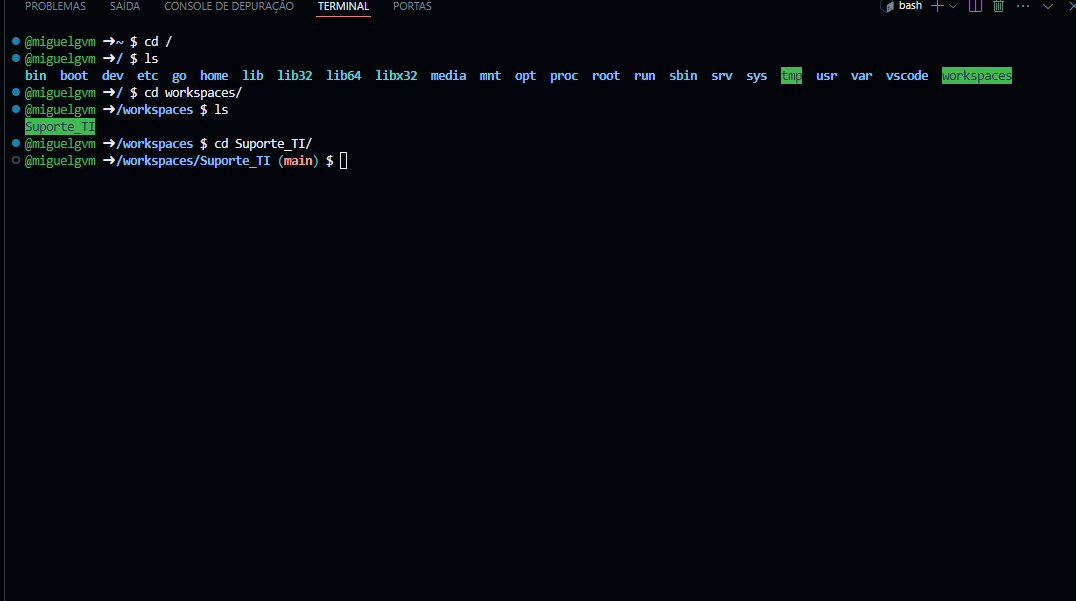 PROBLEMAS SAÍDA CONSOLE DE DEPURAÇÃO TERMINAL PORTAS bash
@miguelgvm ➜~ $ cd /
@miguelgvm ➜/ $ ls
bin boot dev etc go home lib lib32 lib64 libx32 media mnt opt proc root run sbin srv sys tmp usr var vscode workspaces
@miguelgvm ➜/ $ cd workspaces/
@miguelgvm ➜/workspaces $ ls
Suporte_TI
@miguelgvm ➜/workspaces $ cd Suporte_TI/
@miguelgvm ➜/workspaces/Suporte_TI (main) $